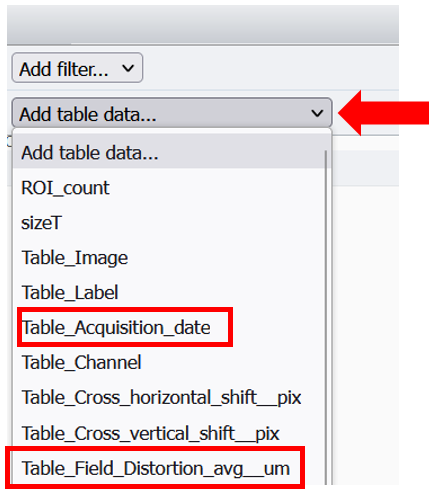 Add filter...
Add table data...
Add table data...
ROI_count
sizeT
Table_Image
Table_Label
Table_Acquisition_date
Table_Channel
Table_Cross_horizontal_shift__pix
Table_Cross_vertical_shift__pix
Table_Field_Distortion_avg__um